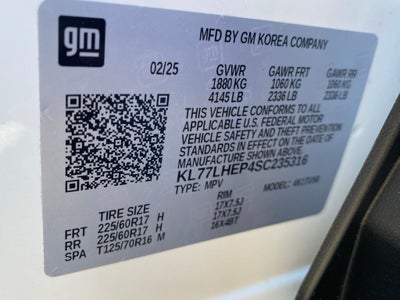 gm
MFD BY GM KOREA COMPANY
02/25 GVWR GAWR FRT GAWR RR
1880 KG 1060 KG 1060 KG
4145 LB 2336 LB 2336 LB
THIS VEHICLE CONFORMS TO ALL
APPLICABLE U.S. FEDERAL MOTOR
VEHICLE SAFETY AND THEFT PREVENTION
STANDARDS IN EFFECT ON THE DATE OF
MANUFACTURE SHOWN ABOVE.
KL77LHEP4SC235316
TYPE: MPV MODEL:
TIRE SIZE RIM
FRT 225/60R17 H 17X7.5J
RR 225/60R17 H 17X7.5J
SPA T125/70R16 M 16X4BT